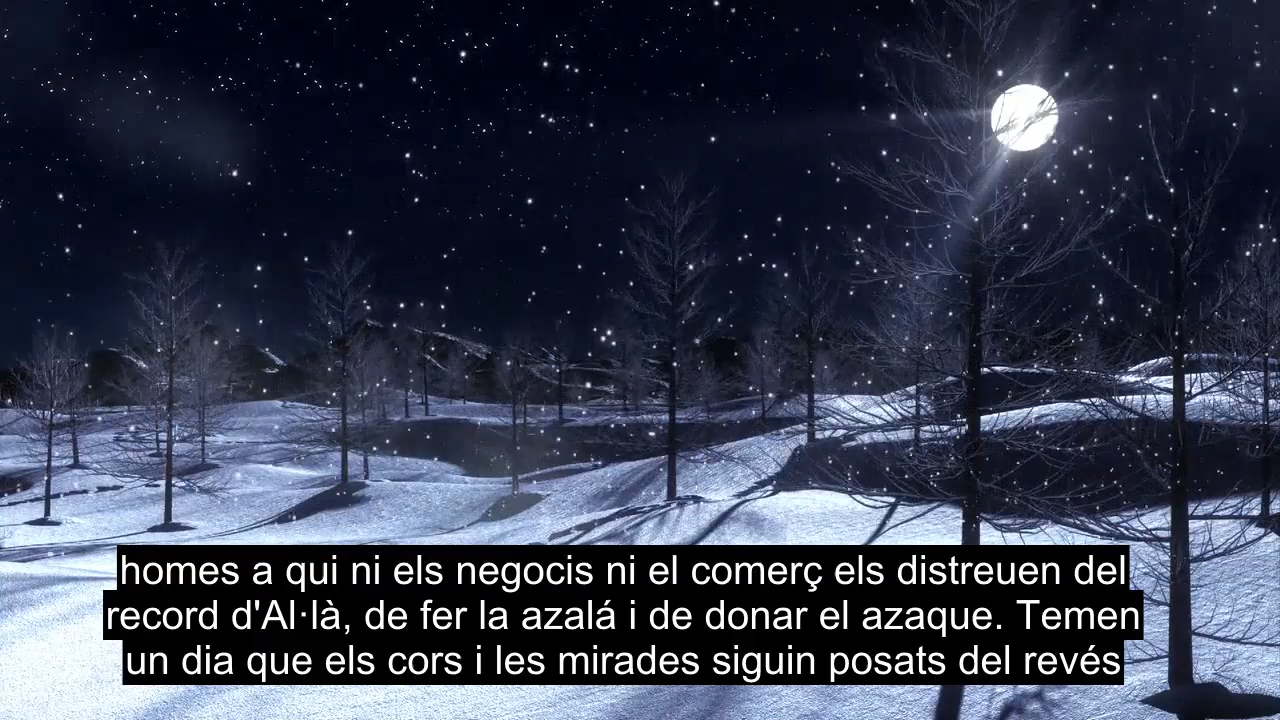 homes a qui ni els negocis ni el comerç els distreuen del
record d'Al·là, de fer la azalá i de donar el azaque. Temen
un dia que els cors i les mirades siguin posats del revés